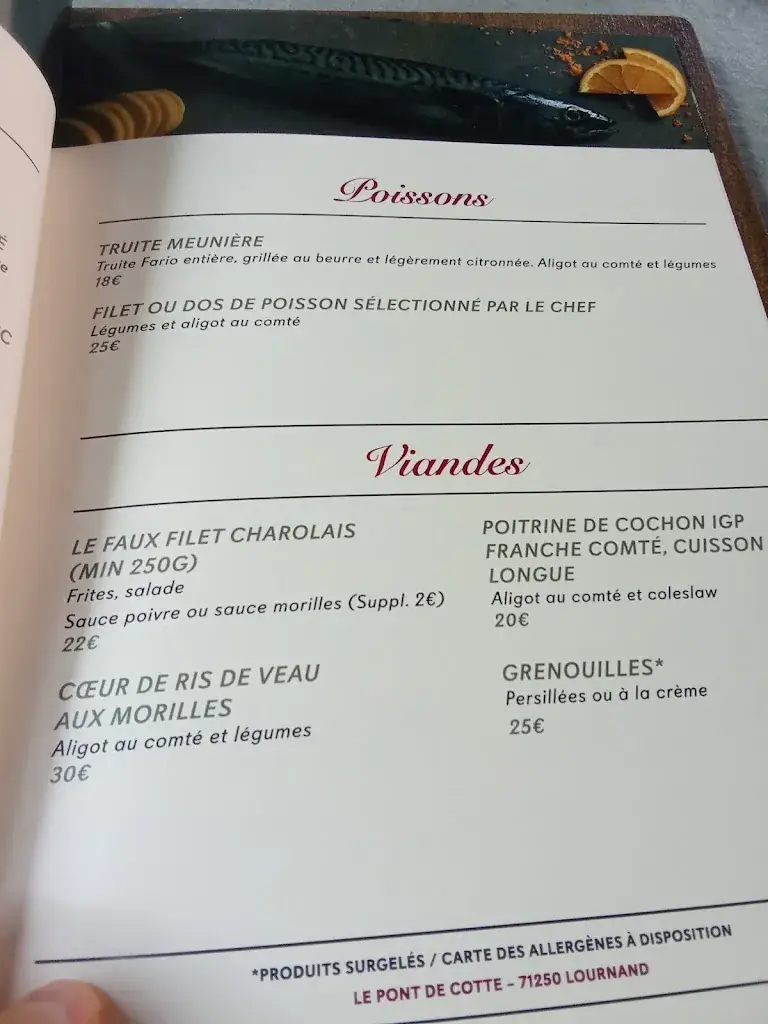 Poissons
TRUITE MEUNIÈRE
Truite Fario entière, grillée au beurre et légèrement citronnée. Aligot au comté et légumes
18€
FILET OU DOS DE POISSON SÉLECTIONNÉ PAR LE CHEF
Légumes et aligot au comté
25€
Viandes
LE FAUX FILET CHAROLAIS
(MIN 250G)
Frites, salade
Sauce poivre ou sauce morilles (Suppl. 2€)
22€
CŒUR DE RIS DE VEAU
AUX MORILLES
Aligot au comté et légumes
30€
POITRINE DE COCHON IGP
FRANCHE COMTÉ, CUISSON
LONGUE
Aligot au comté et coleslaw
20€
GRENOUILLES*
Persillées ou à la crème
25€
*PRODUITS SURGELÉS / CARTE DES ALLERGÈNES À DISPOSITION
LE PONT DE COTTE - 71250 LOURNAND